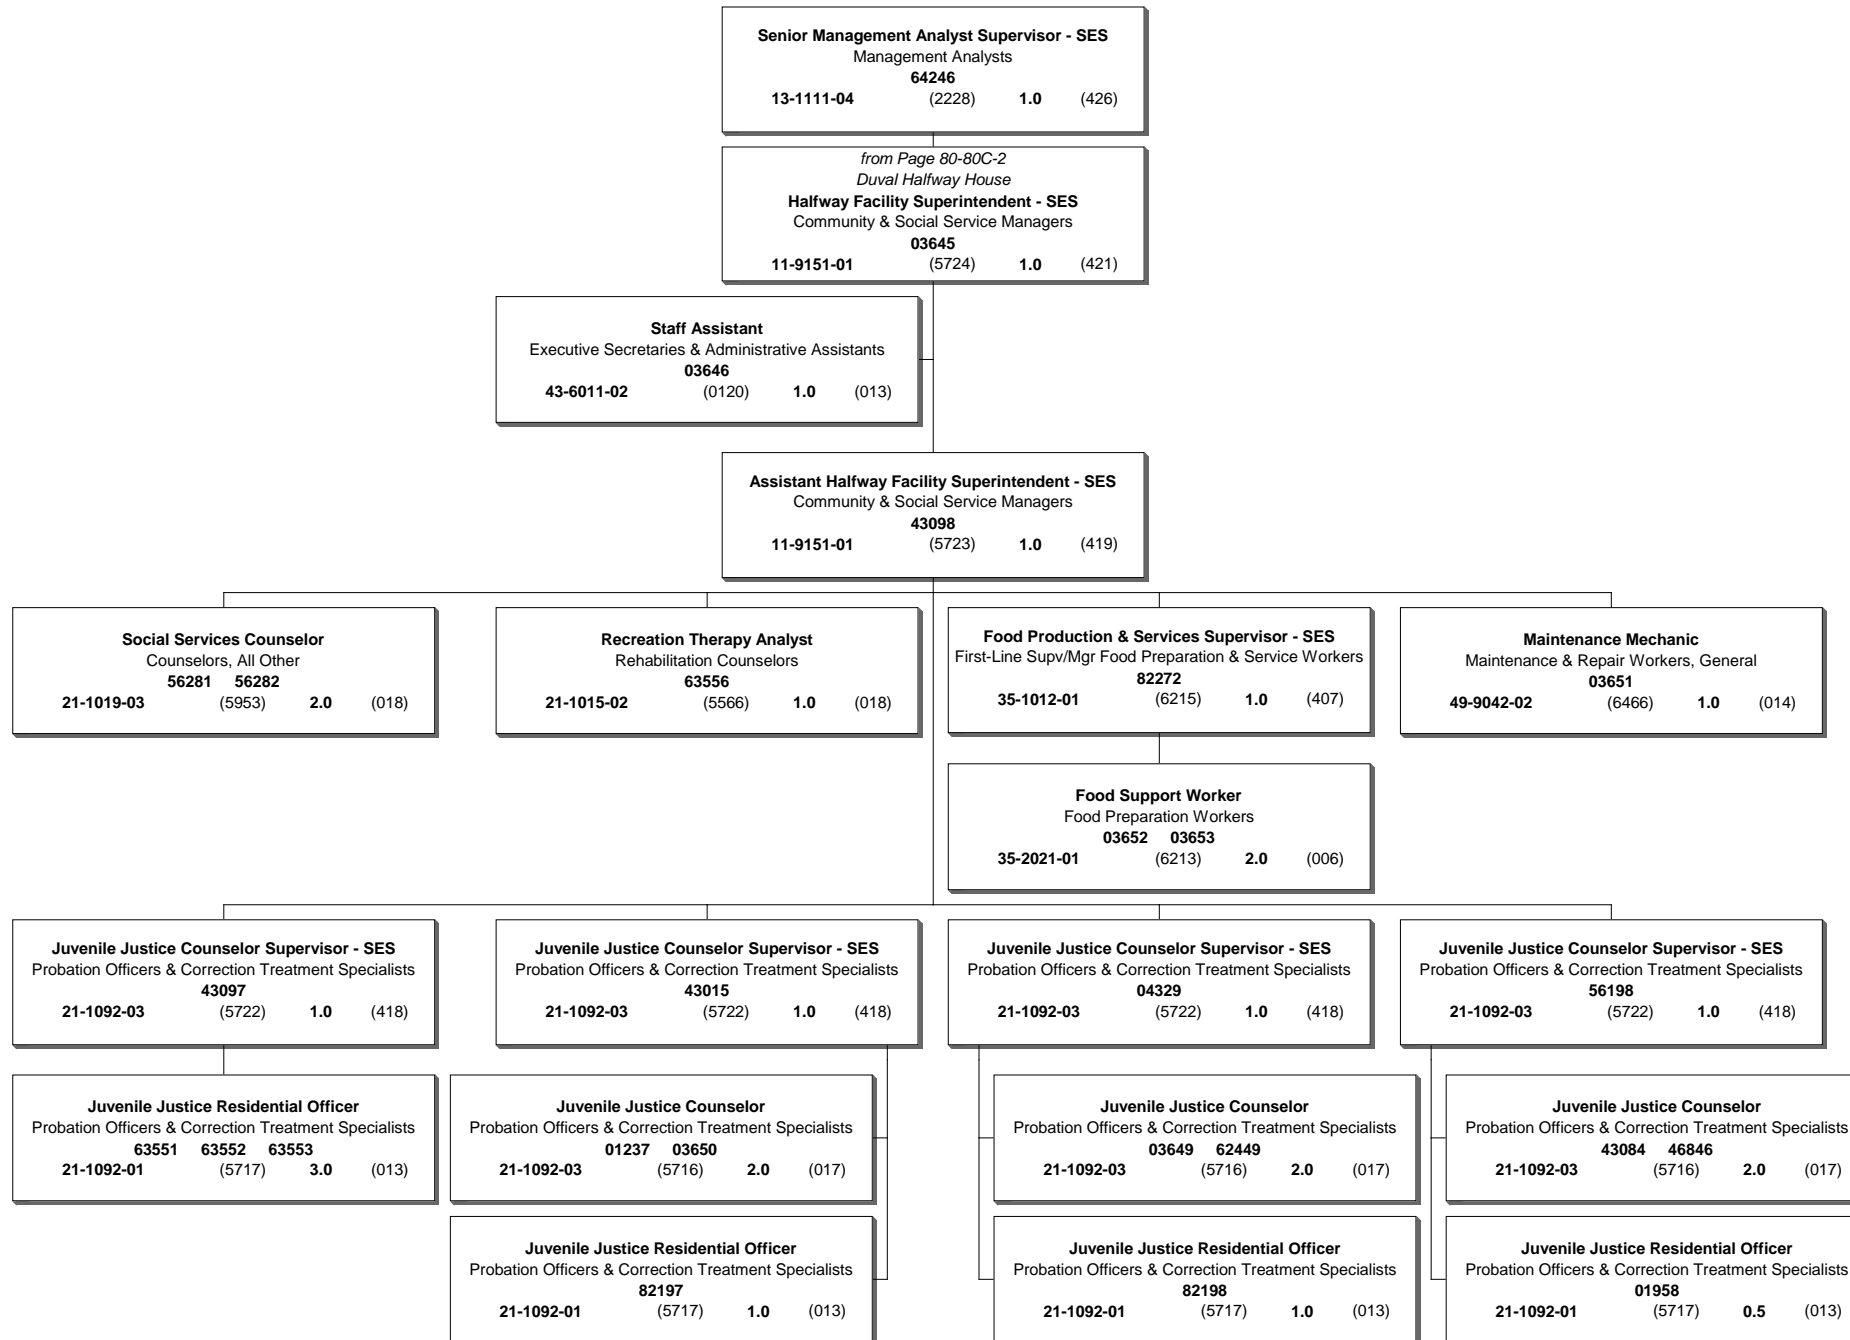 Senior Management Analyst Supervisor - SES
Management Analysts
64246
13-1111-04 (2228) 1.0 (426)
from Page 80-80C-2
Duval Halfway House
Halfway Facility Superintendent - SES
Community & Social Service Managers
03645
11-9151-01 (5724) 1.0 (421)
Staff Assistant
Executive Secretaries & Administrative Assistants
03646
43-6011-02 (0120) 1.0 (013)
Assistant Halfway Facility Superintendent - SES
Community & Social Service Managers
43098
11-9151-01 (5723) 1.0 (419)
Social Services Counselor
Counselors, All Other
56281 56282
21-1019-03 (5953) 2.0 (018)
Recreation Therapy Analyst
Rehabilitation Counselors
63556
21-1015-02 (5566) 1.0 (018)
Food Production & Services Supervisor - SES
First-Line Supv/Mgr Food Preparation & Service Workers
82272
35-1012-01 (6215) 1.0 (407)
Maintenance Mechanic
Maintenance & Repair Workers, General
03651
49-9042-02 (6466) 1.0 (014)
Food Support Worker
Food Preparation Workers
03652 03653
35-2021-01 (6213) 2.0 (006)
Juvenile Justice Counselor Supervisor - SES
Probation Officers & Correction Treatment Specialists
43097
21-1092-03 (5722) 1.0 (418)
Juvenile Justice Counselor Supervisor - SES
Probation Officers & Correction Treatment Specialists
43015
21-1092-03 (5722) 1.0 (418)
Juvenile Justice Counselor Supervisor - SES
Probation Officers & Correction Treatment Specialists
04329
21-1092-03 (5722) 1.0 (418)
Juvenile Justice Counselor Supervisor - SES
Probation Officers & Correction Treatment Specialists
56198
21-1092-03 (5722) 1.0 (418)
Juvenile Justice Residential Officer
Probation Officers & Correction Treatment Specialists
63551 63552 63553
21-1092-01 (5717) 3.0 (013)
Juvenile Justice Counselor
Probation Officers & Correction Treatment Specialists
01237 03650
21-1092-03 (5716) 2.0 (017)
Juvenile Justice Counselor
Probation Officers & Correction Treatment Specialists
03649 62449
21-1092-03 (5716) 2.0 (017)
Juvenile Justice Counselor
Probation Officers & Correction Treatment Specialists
43084 46846
21-1092-03 (5716) 2.0 (017)
Juvenile Justice Residential Officer
Probation Officers & Correction Treatment Specialists
82197
21-1092-01 (5717) 1.0 (013)
Juvenile Justice Residential Officer
Probation Officers & Correction Treatment Specialists
82198
21-1092-01 (5717) 1.0 (013)
Juvenile Justice Residential Officer
Probation Officers & Correction Treatment Specialists
01958
21-1092-01 (5717) 0.5 (013)